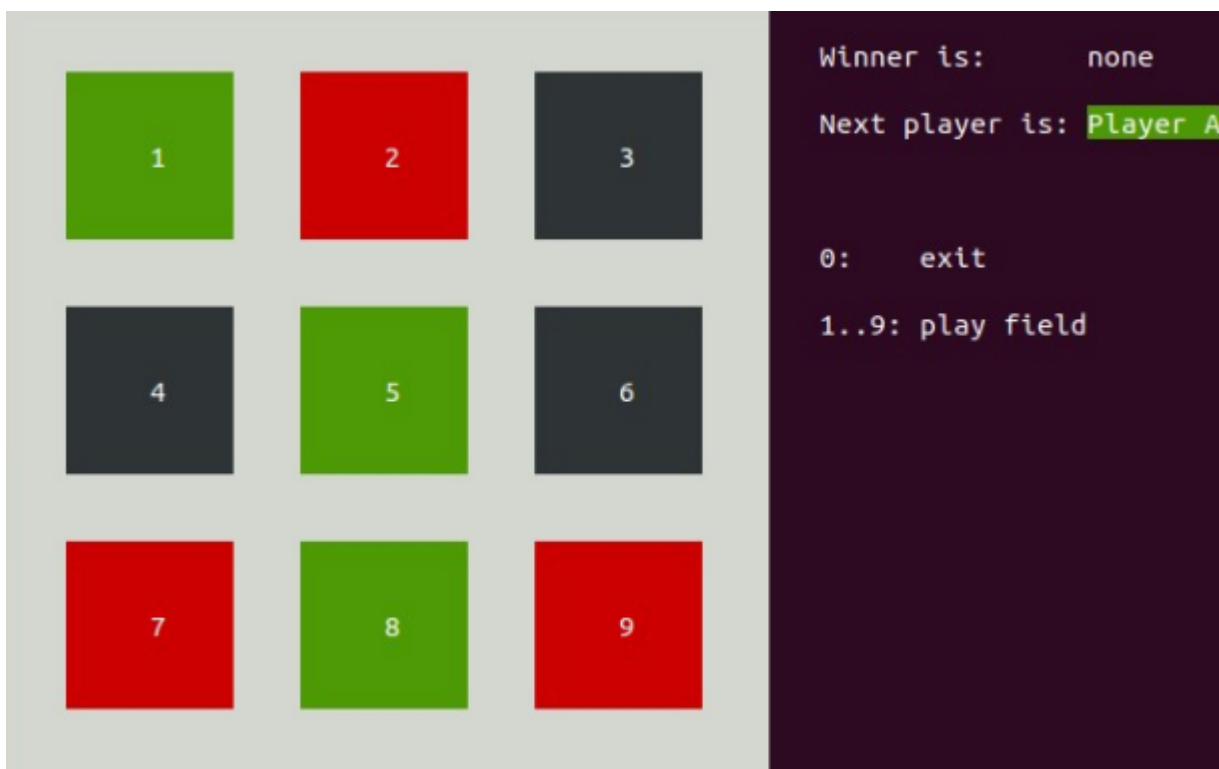 1 2 3
4 5 6
7 8 9
Winner is: none
Next player is: Player A
0: exit
1..9: play field